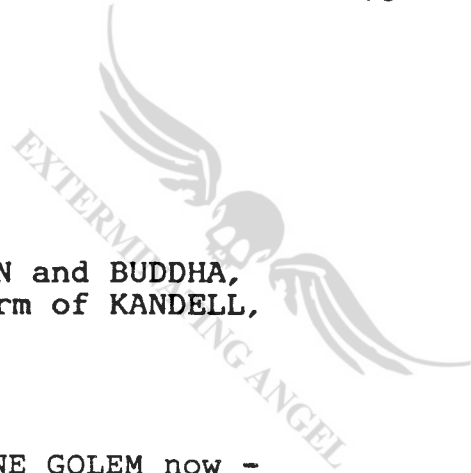 N and BUDDHA,
rm of KANDELL,
EXTERMINATING ANGEL
NE GOLEM now -